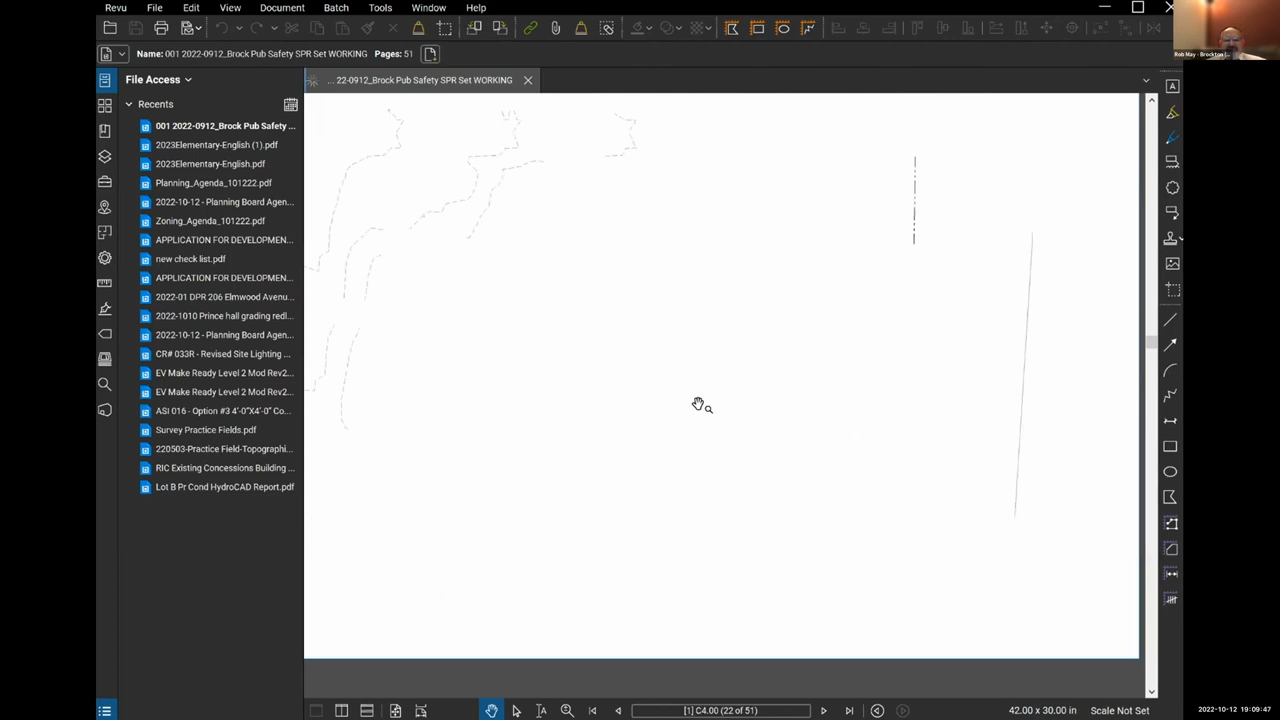 Revu File Edit View Document Batch Tools Window Help
Name: 001 2022-0912_Brock Pub Safety SPR Set WORKING Pages: 51
File Access
... 22-0912_Brock Pub Safety SPR Set WORKING
Recents
001 2022-0912_Brock Pub Safety ...
2023Elementary-English (1).pdf
2023Elementary-English.pdf
Planning_Agenda_101222.pdf
2022-10-12 - Planning Board Agen...
Zoning_Agenda_101222.pdf
APPLICATION FOR DEVELOPMEN...
new check list.pdf
APPLICATION FOR DEVELOPMEN...
2022-01 DPR 206 Elmwood Avenu...
2022-1010 Prince hall grading redl...
2022-10-12 - Planning Board Agen...
CR# 033R - Revised Site Lighting ...
EV Make Ready Level 2 Mod Rev2...
EV Make Ready Level 2 Mod Rev2...
ASI 016 - Option #3 4'-0"X4'-0" Co...
Survey Practice Fields.pdf
220503-Practice Field-Topographi...
RIC Existing Concessions Building ...
Lot B Pr Cond HydroCAD Report.pdf
Rob May - Brockton
[1] C4.00 (22 of 51)
42.00 x 30.00 in
Scale Not Set
2022-10-12 19:09:47